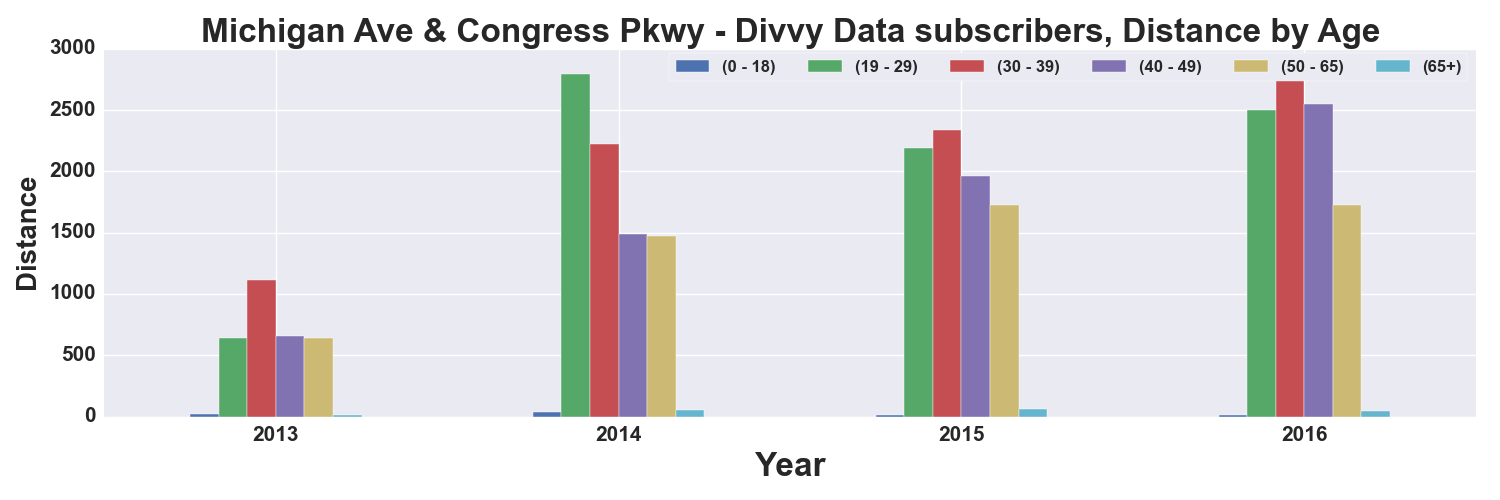 Michigan Ave & Congress Pkwy - Divvy Data subscribers, Distance by Age
(0 - 18) (19 - 29) (30 - 39) (40 - 49) (50 - 65) (65+)
3000
2500
2000
1500
1000
500
0
Distance
2013 2014 2015 2016
Year